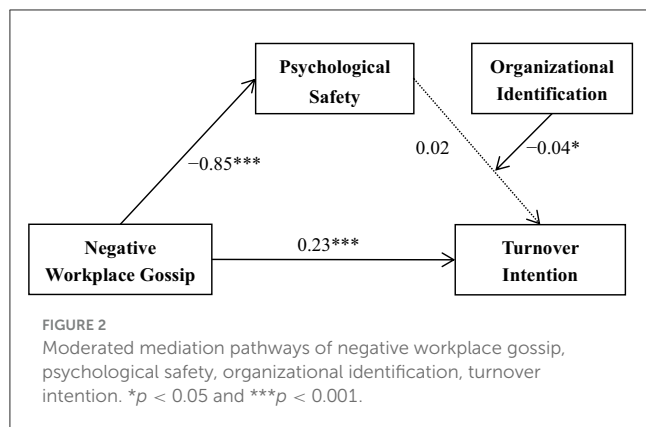 Psychological
Safety
Organizational
Identification
0.02
−0.04*
−0.85***
Negative
Workplace Gossip
0.23***
Turnover
Intention
FIGURE 2
Moderated mediation pathways of negative workplace gossip,
psychological safety, organizational identification, turnover
intention. *p < 0.05 and ***p < 0.001.